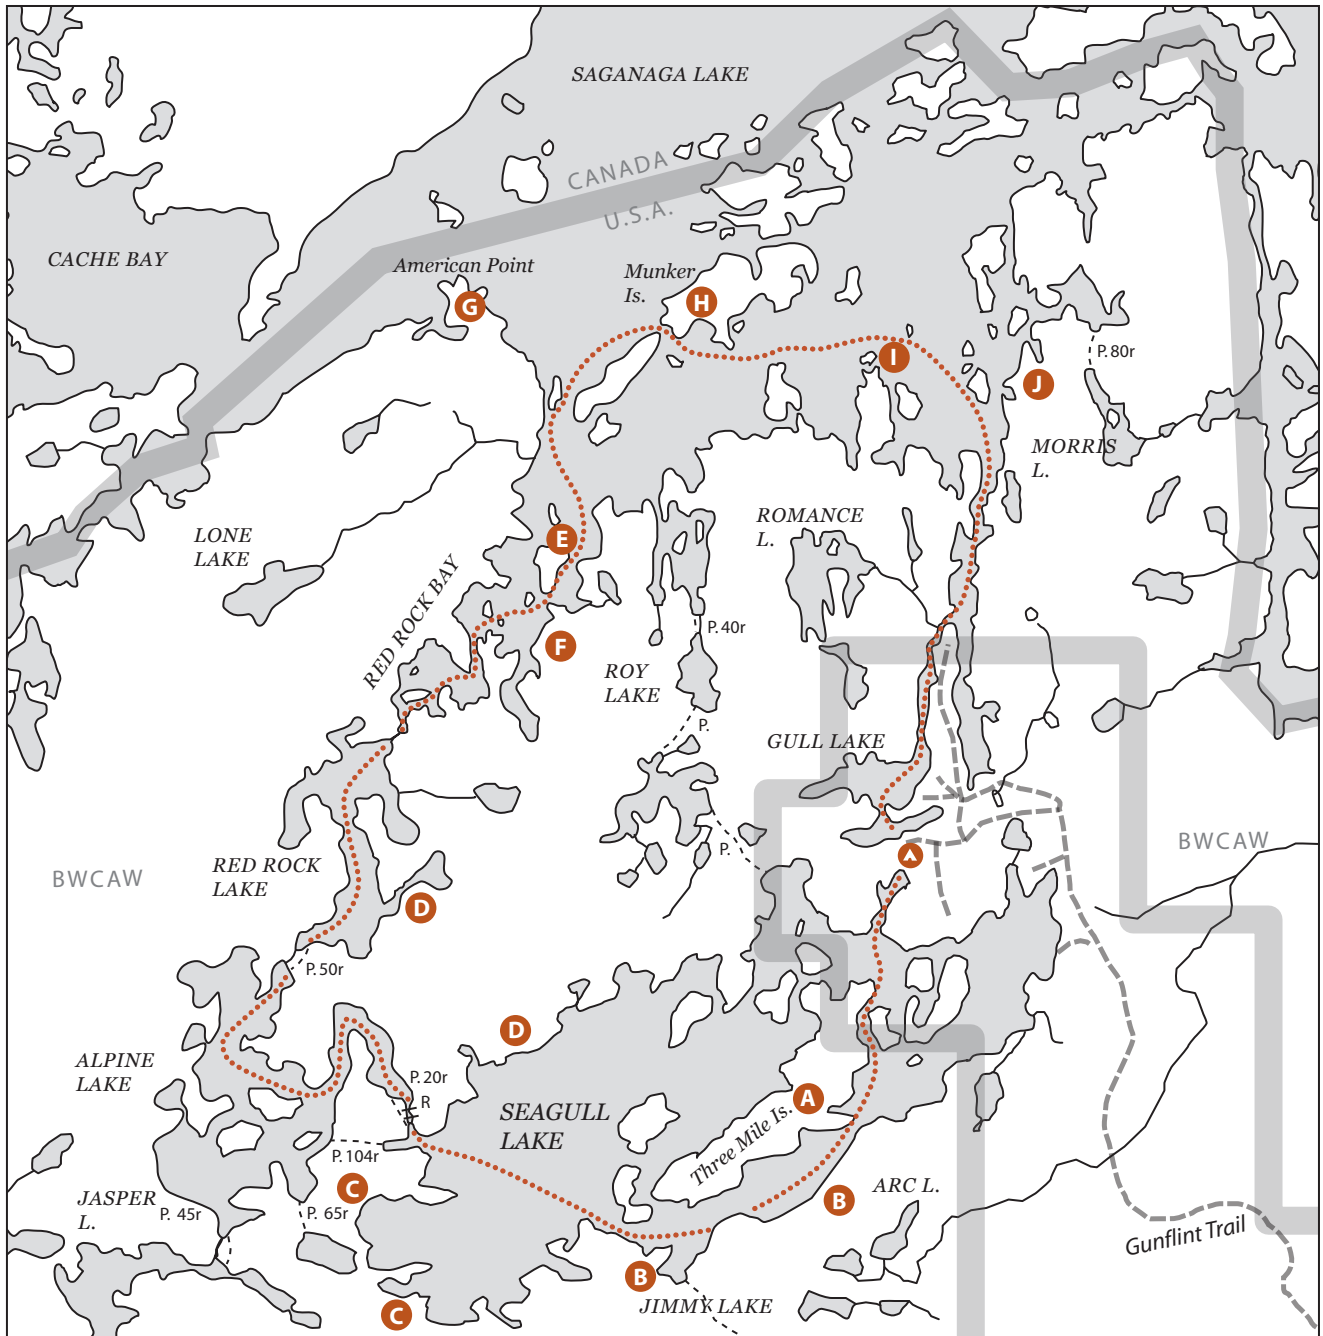 SAGANAGA LAKE
CANADA
U.S.A.
CACHE BAY
American Point
Munker
Is.
G
H
I
J
P. 80r
MORRIS
L.
LONE
LAKE
ROMANCE
L.
E
RED ROCK BAY
F
P. 40r
ROY
LAKE
P.
GULL LAKE
BWCAW
RED ROCK
LAKE
P.
BWCAW
D
P. 50r
D
ALPINE
LAKE
P. 20r
R
SEAGULL
LAKE
A
Three Mile Is.
P. 104r
C
JASPER
L.
P. 45r
P. 65r
ARC L.
B
Gunflint Trail
B
JIMMY LAKE
C